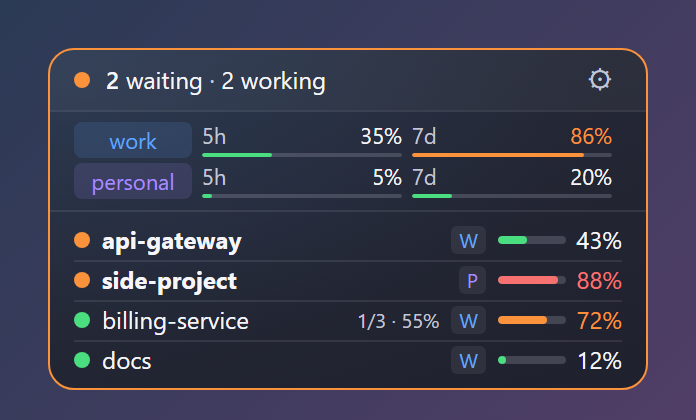 2 waiting · 2 working
work 5h 35% 7d 86%
personal 5h 5% 7d 20%
api-gateway W 43%
side-project P 88%
billing-service 1/3 · 55% W 72%
docs W 12%